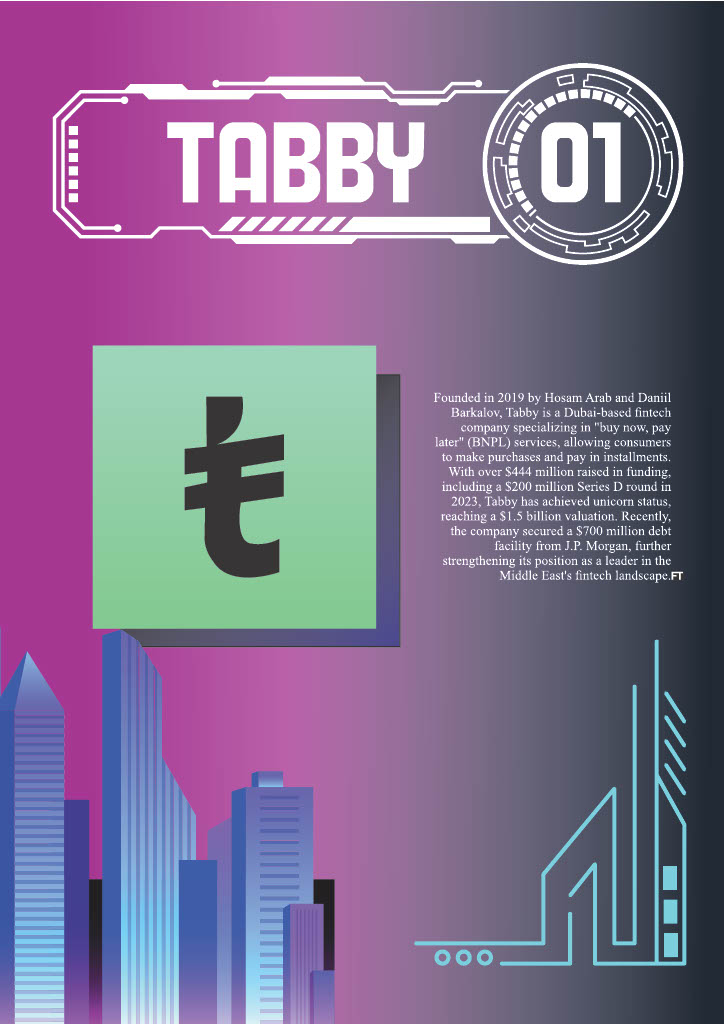 TABBY
01
Founded in 2019 by Hosam Arab and Daniil
Barkalov, Tabby is a Dubai-based fintech
company specializing in "buy now, pay
later" (BNPL) services, allowing consumers
to make purchases and pay in installments.
With over $444 million raised in funding,
including a $200 million Series D round in
2023, Tabby has achieved unicorn status,
reaching a $1.5 billion valuation. Recently,
the company secured a $700 million debt
facility from J.P. Morgan, further
strengthening its position as a leader in the
Middle East's fintech landscape.FT
t